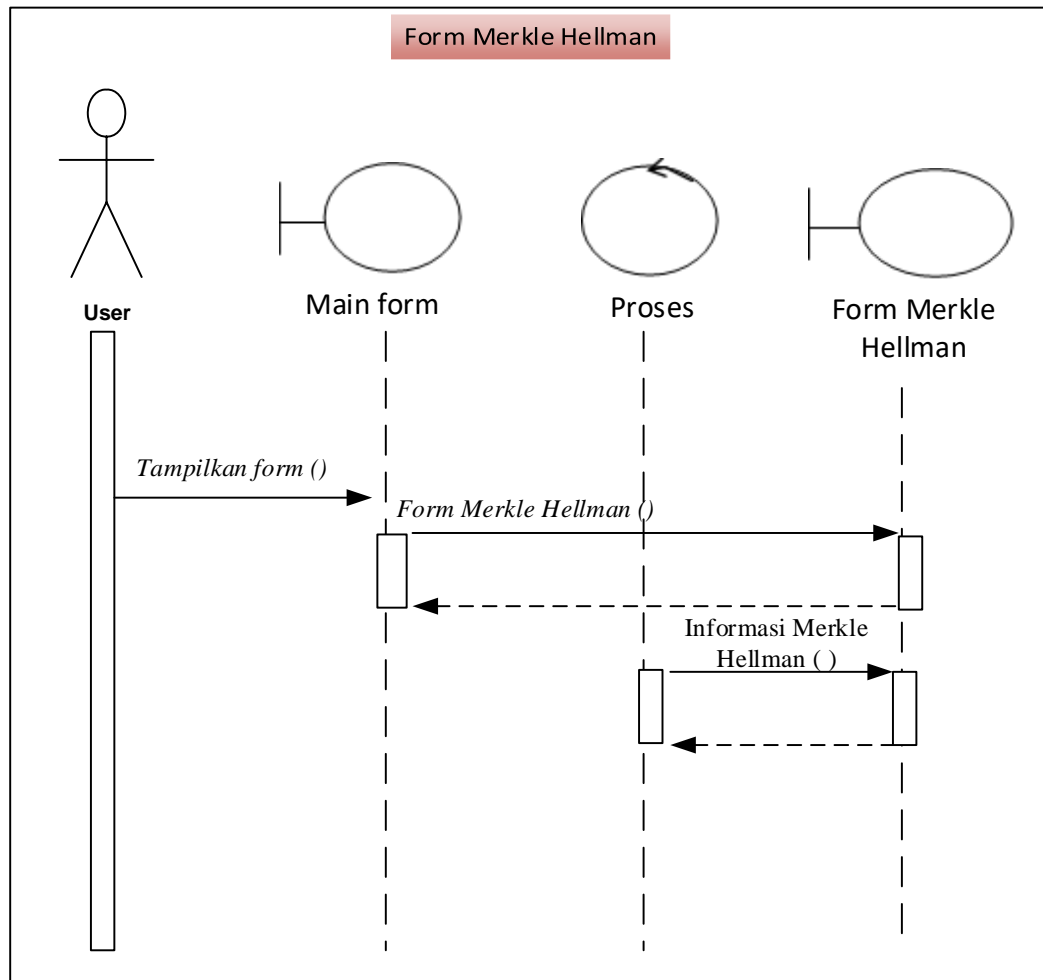 Form Merkle Hellman
User
Main form
Proses
Form Merkle
Hellman
Tampilkan form ()
Form Merkle Hellman ()
Informasi Merkle
Hellman ( )